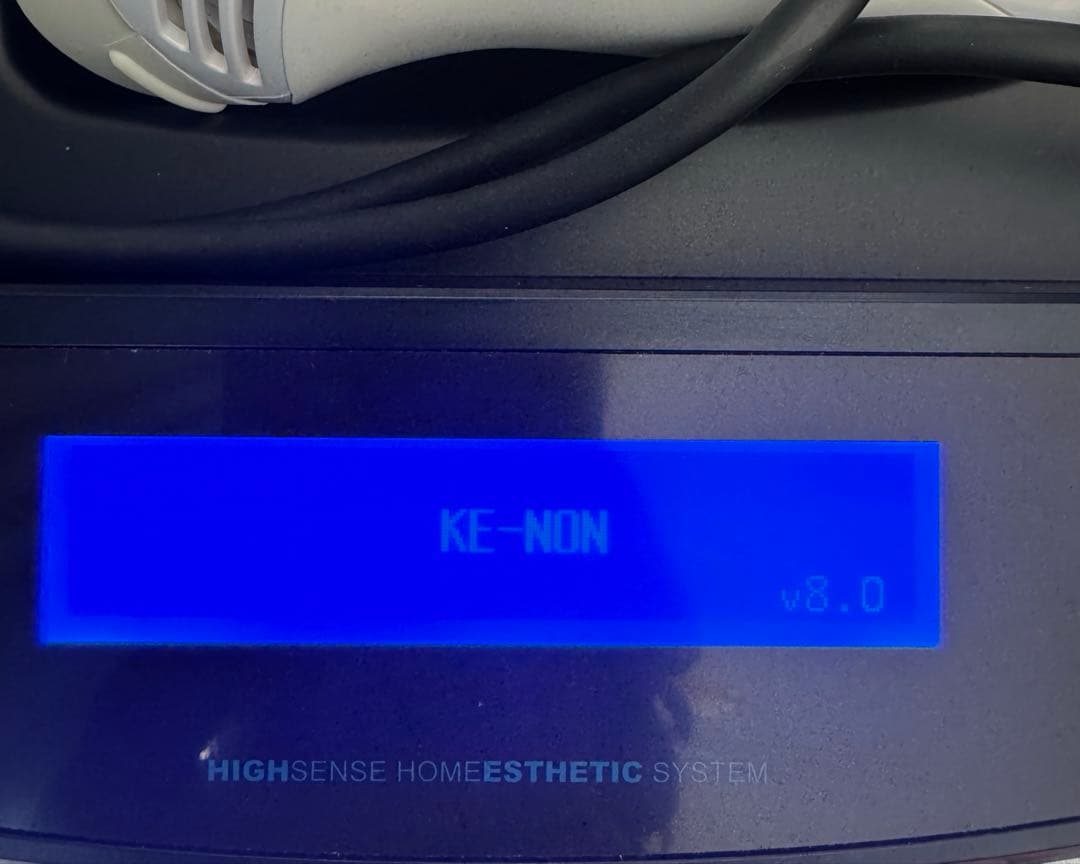 KE-NON
v8.0
HIGHSENSE HOMEESTHETIC SYSTEM